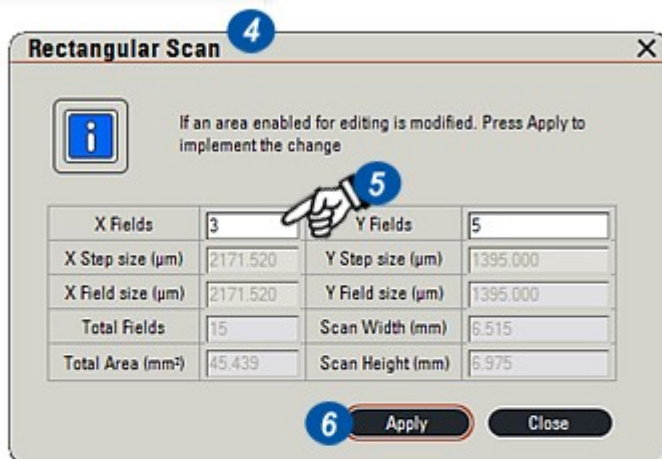 4
Rectangular Scan
i
If an area enabled for editing is modified. Press Apply to
implement the change
5
X Fields 3 Y Fields 5
X Step size (µm) 2171.520 Y Step size (µm) 1395.000
X Field size (µm) 2171.520 Y Field size (µm) 1395.000
Total Fields 15 Scan Width (mm) 6.515
Total Area (mm²) 45.439 Scan Height (mm) 6.975
6 Apply Close